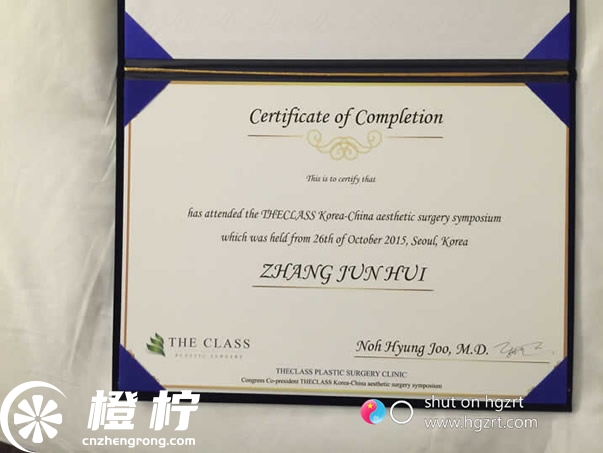 Certificate of Completion
This is to certify that
has attended the THECLASS Korea-China aesthetic surgery symposium
which was held from 26th of October 2015, Seoul, Korea
ZHANG JUN HUI
THE CLASS
PLASTIC SURGERY
Noh Hyung Joo, M.D.
THECLASS PLASTIC SURGERY CLINIC
Congress Co-president THECLASS Korea-China aesthetic surgery symposium
橙柠
cnzhengrong.com
shut on hgzrt
www.hgzrt.com